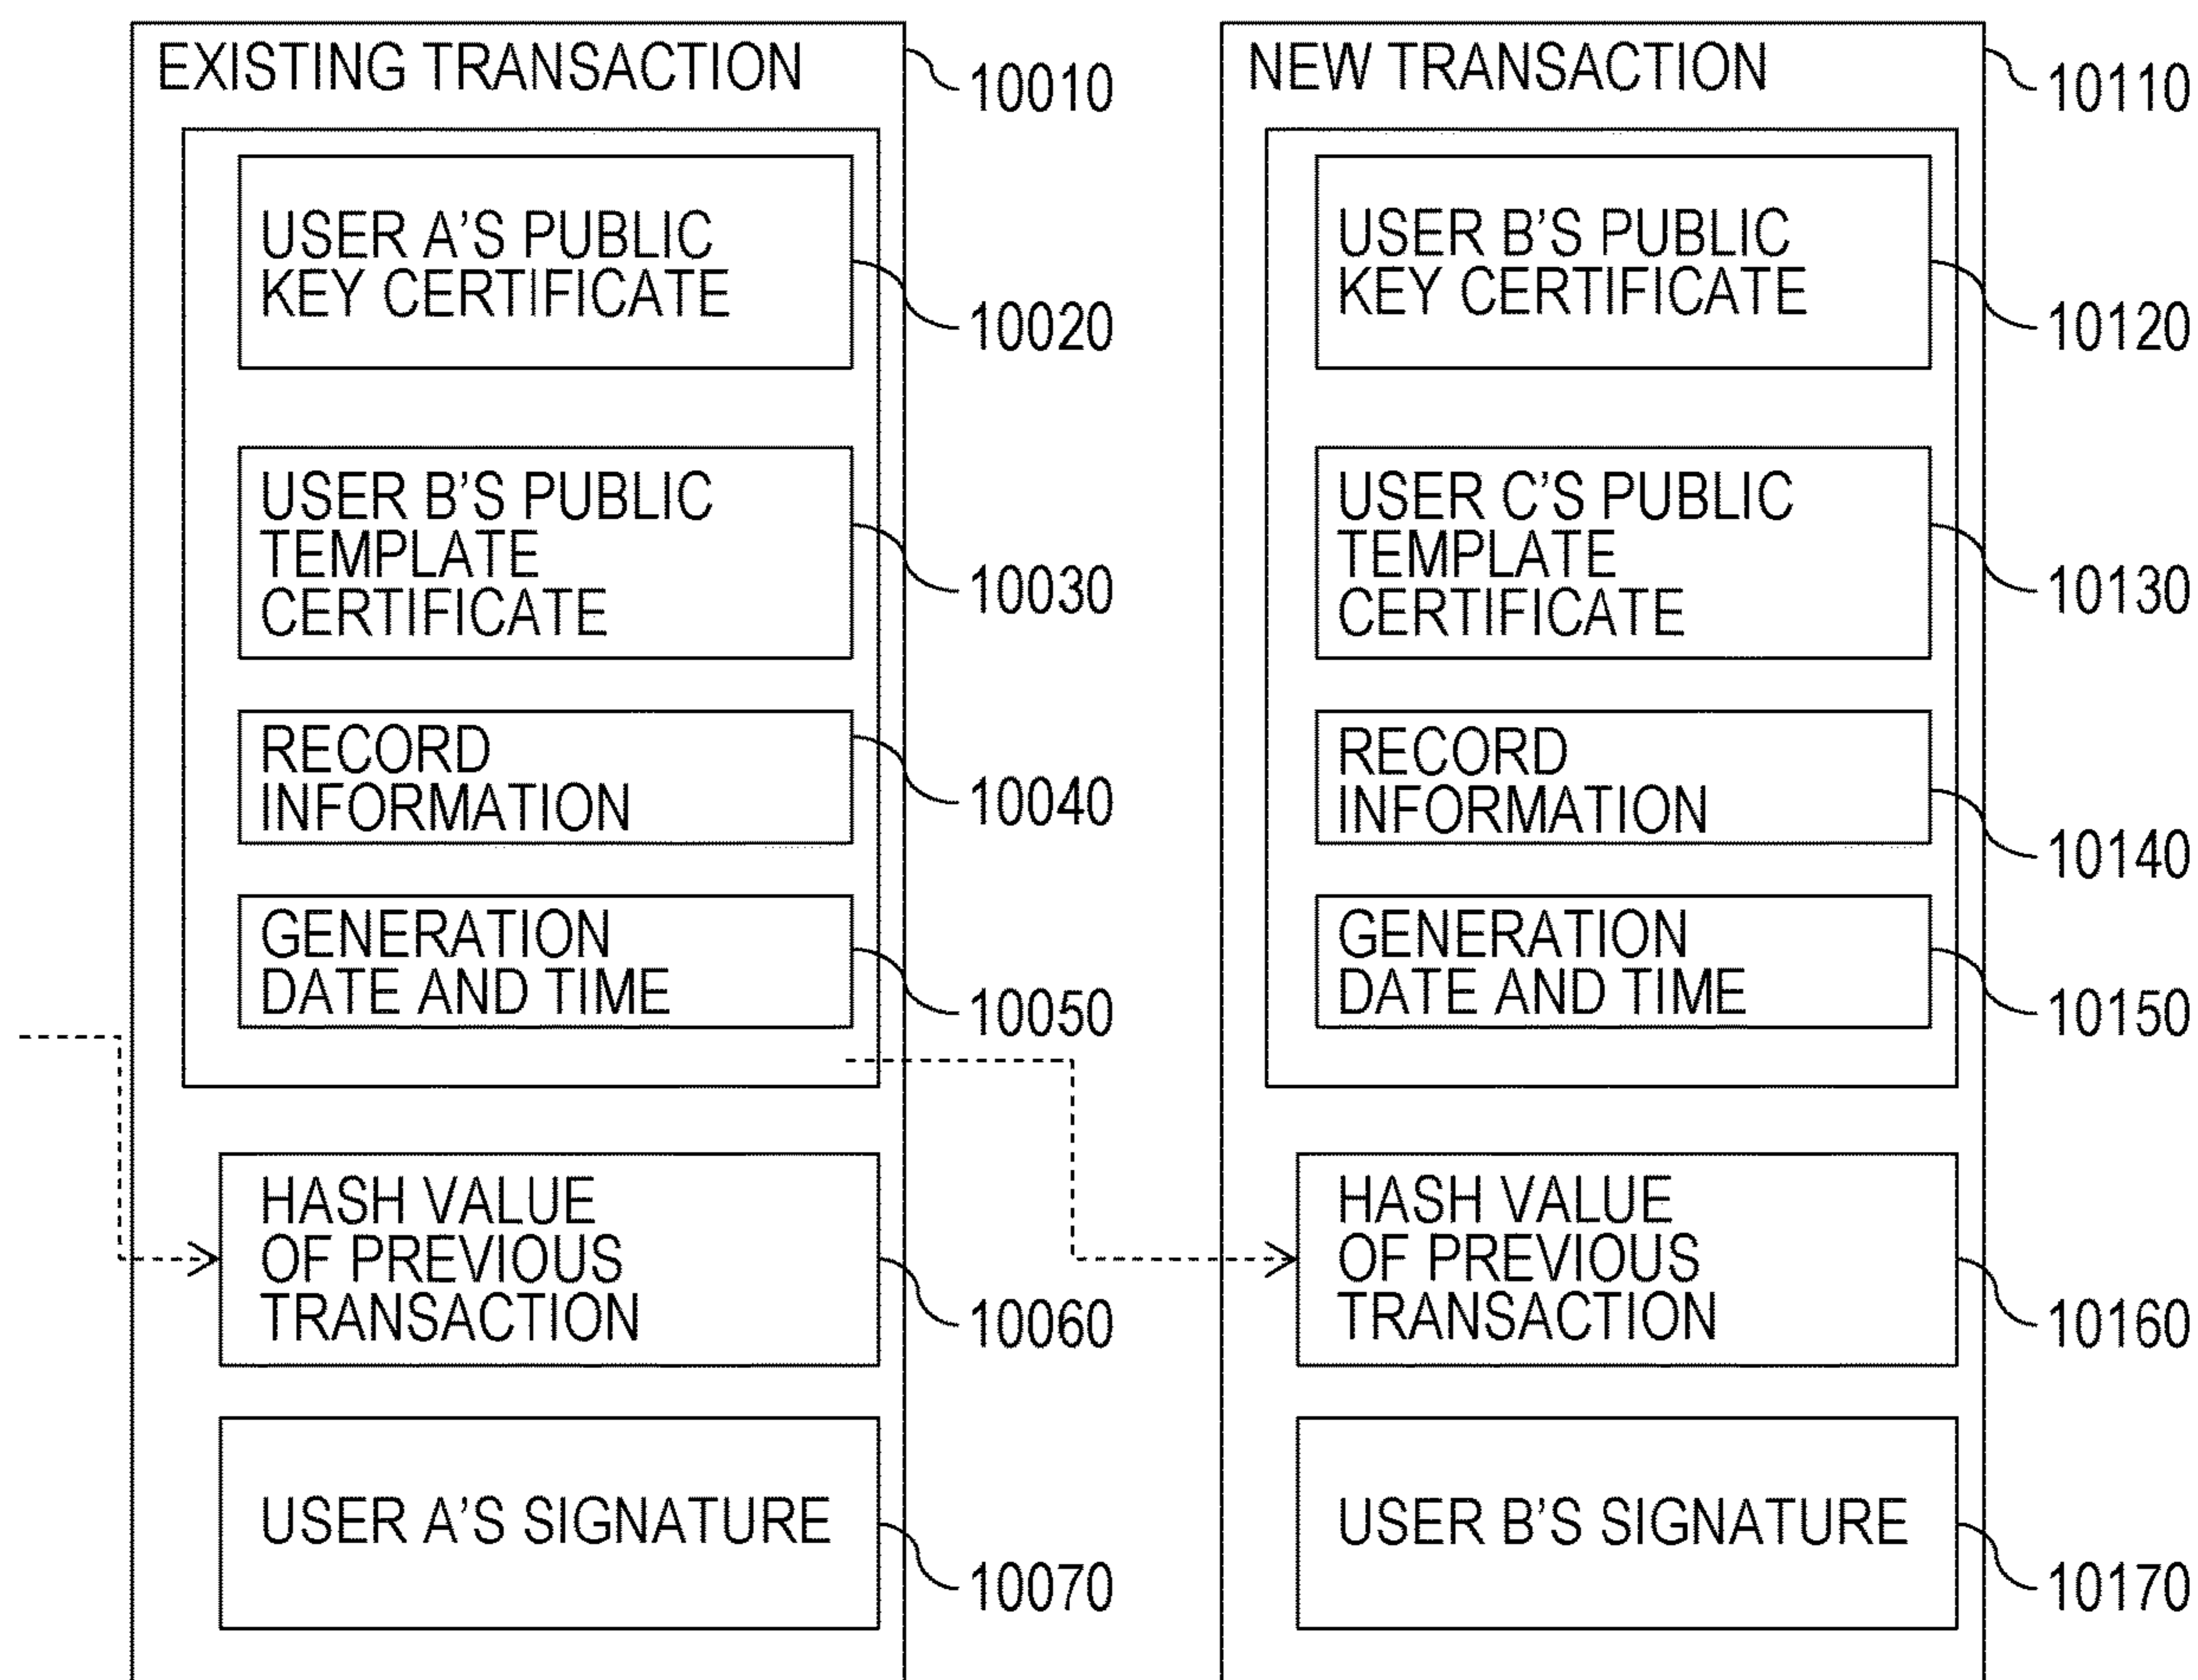 EXISTING TRANSACTION
10010
USER A'S PUBLIC
KEY CERTIFICATE
10020
USER B'S PUBLIC
TEMPLATE
CERTIFICATE
10030
RECORD
INFORMATION
10040
GENERATION
DATE AND TIME
10050
HASH VALUE
OF PREVIOUS
TRANSACTION
10060
USER A'S SIGNATURE
10070
NEW TRANSACTION
10110
USER B'S PUBLIC
KEY CERTIFICATE
10120
USER C'S PUBLIC
TEMPLATE
CERTIFICATE
10130
RECORD
INFORMATION
10140
GENERATION
DATE AND TIME
10150
HASH VALUE
OF PREVIOUS
TRANSACTION
10160
USER B'S SIGNATURE
10170